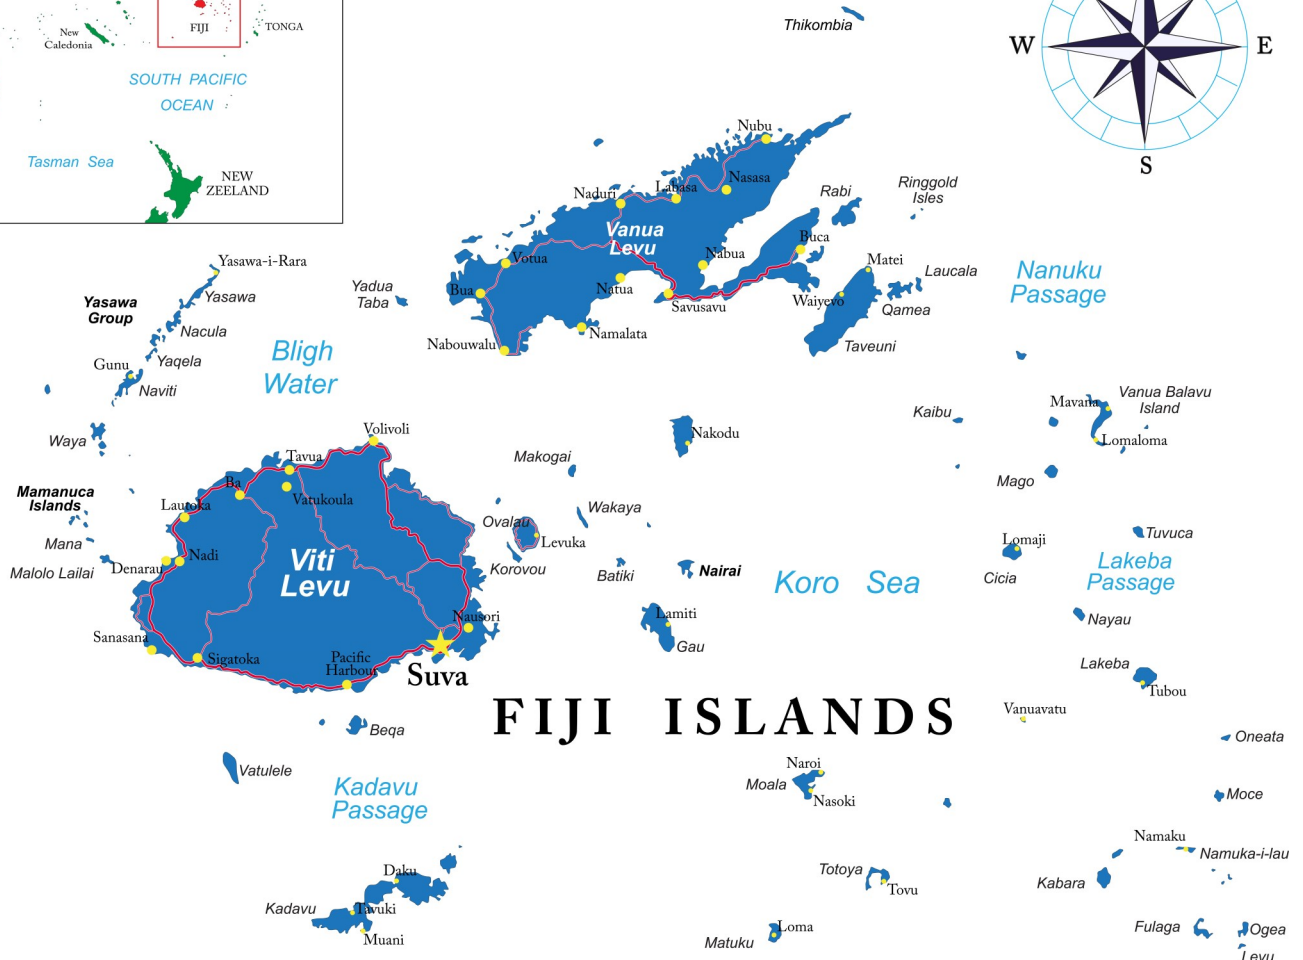 New
Caledonia
FIJI
TONGA
SOUTH PACIFIC
OCEAN
Tasman Sea
NEW
ZEELAND
Thikombia
W
E
S
Nubu
Nasasa
Labasa
Naduri
Rabi
Ringgold
Isles
Vanua
Levu
Buca
Votua
Nabua
Matei
Laucala
Nanuku
Passage
Yasawa-i-Rara
Yasawa
Yasawa
Group
Nacula
Yaqela
Gunu
Naviti
Yadua
Taba
Bua
Natua
Savusavu
Waiyevo
Qamea
Namalata
Nabouwalu
Taveuni
Bligh
Water
Waya
Volivoli
Nakodu
Kaibu
Mavana
Vanua Balavu
Island
Lomaloma
Tavua
Makogai
Ba
Vatukoula
Mago
Mamanuca
Islands
Lautoka
Wakaya
Ovalau
Levuka
Tuvuca
Lomaji
Mana
Nadi
Denarau
Malolo Lailai
Viti
Levu
Korovou
Batiki
Nairai
Koro Sea
Cicia
Lakeba
Passage
Lamiti
Gau
Nausori
Nayau
Sanasana
Sigatoka
Pacific
Harbour
Suva
Lakeba
Tubou
FIJI ISLANDS
Vanuavatu
Beqa
Oneata
Vatulele
Naroi
Moala
Nasoki
Kadavu
Passage
Moce
Namaku
Namuka-i-lau
Daku
Totoya
Tovu
Kabara
Kadavu
Tavuki
Muani
Loma
Matuku
Fulaga
Ogea
Levu